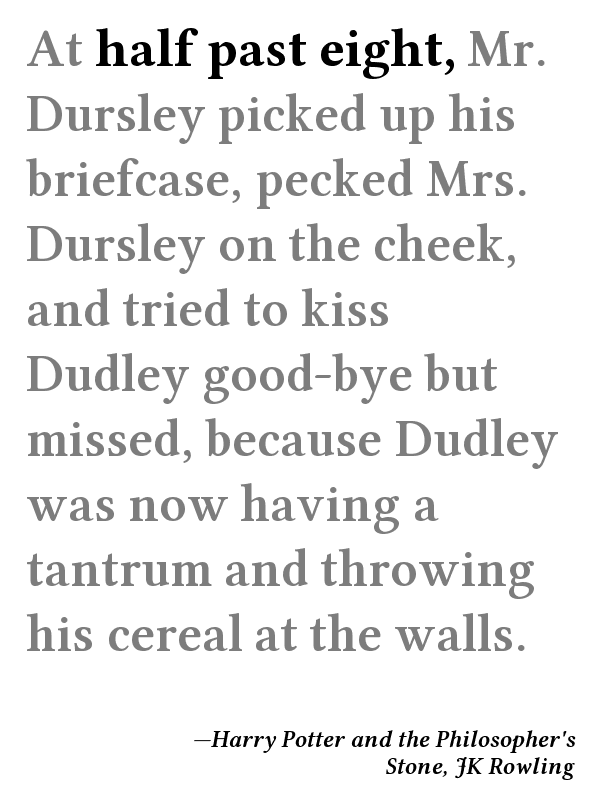 At half past eight, Mr.
Dursley picked up his
briefcase, pecked Mrs.
Dursley on the cheek,
and tried to kiss
Dudley good-bye but
missed, because Dudley
was now having a
tantrum and throwing
his cereal at the walls.
—Harry Potter and the Philosopher's
Stone, JK Rowling